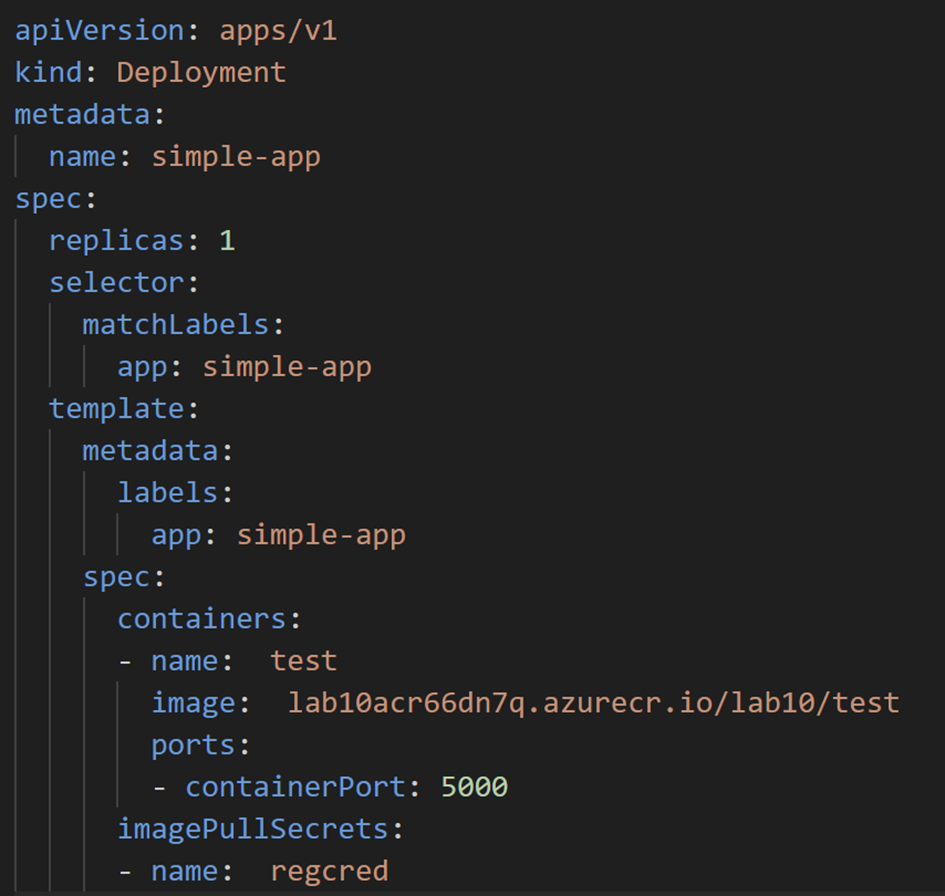 apiVersion: apps/v1
kind: Deployment
metadata:
  name: simple-app
spec:
  replicas: 1
  selector:
    matchLabels:
      app: simple-app
  template:
    metadata:
      labels:
        app: simple-app
    spec:
      containers:
      - name:  test
        image:  lab10acr66dn7q.azurecr.io/lab10/test
        ports:
        - containerPort: 5000
      imagePullSecrets:
      - name:  regcred